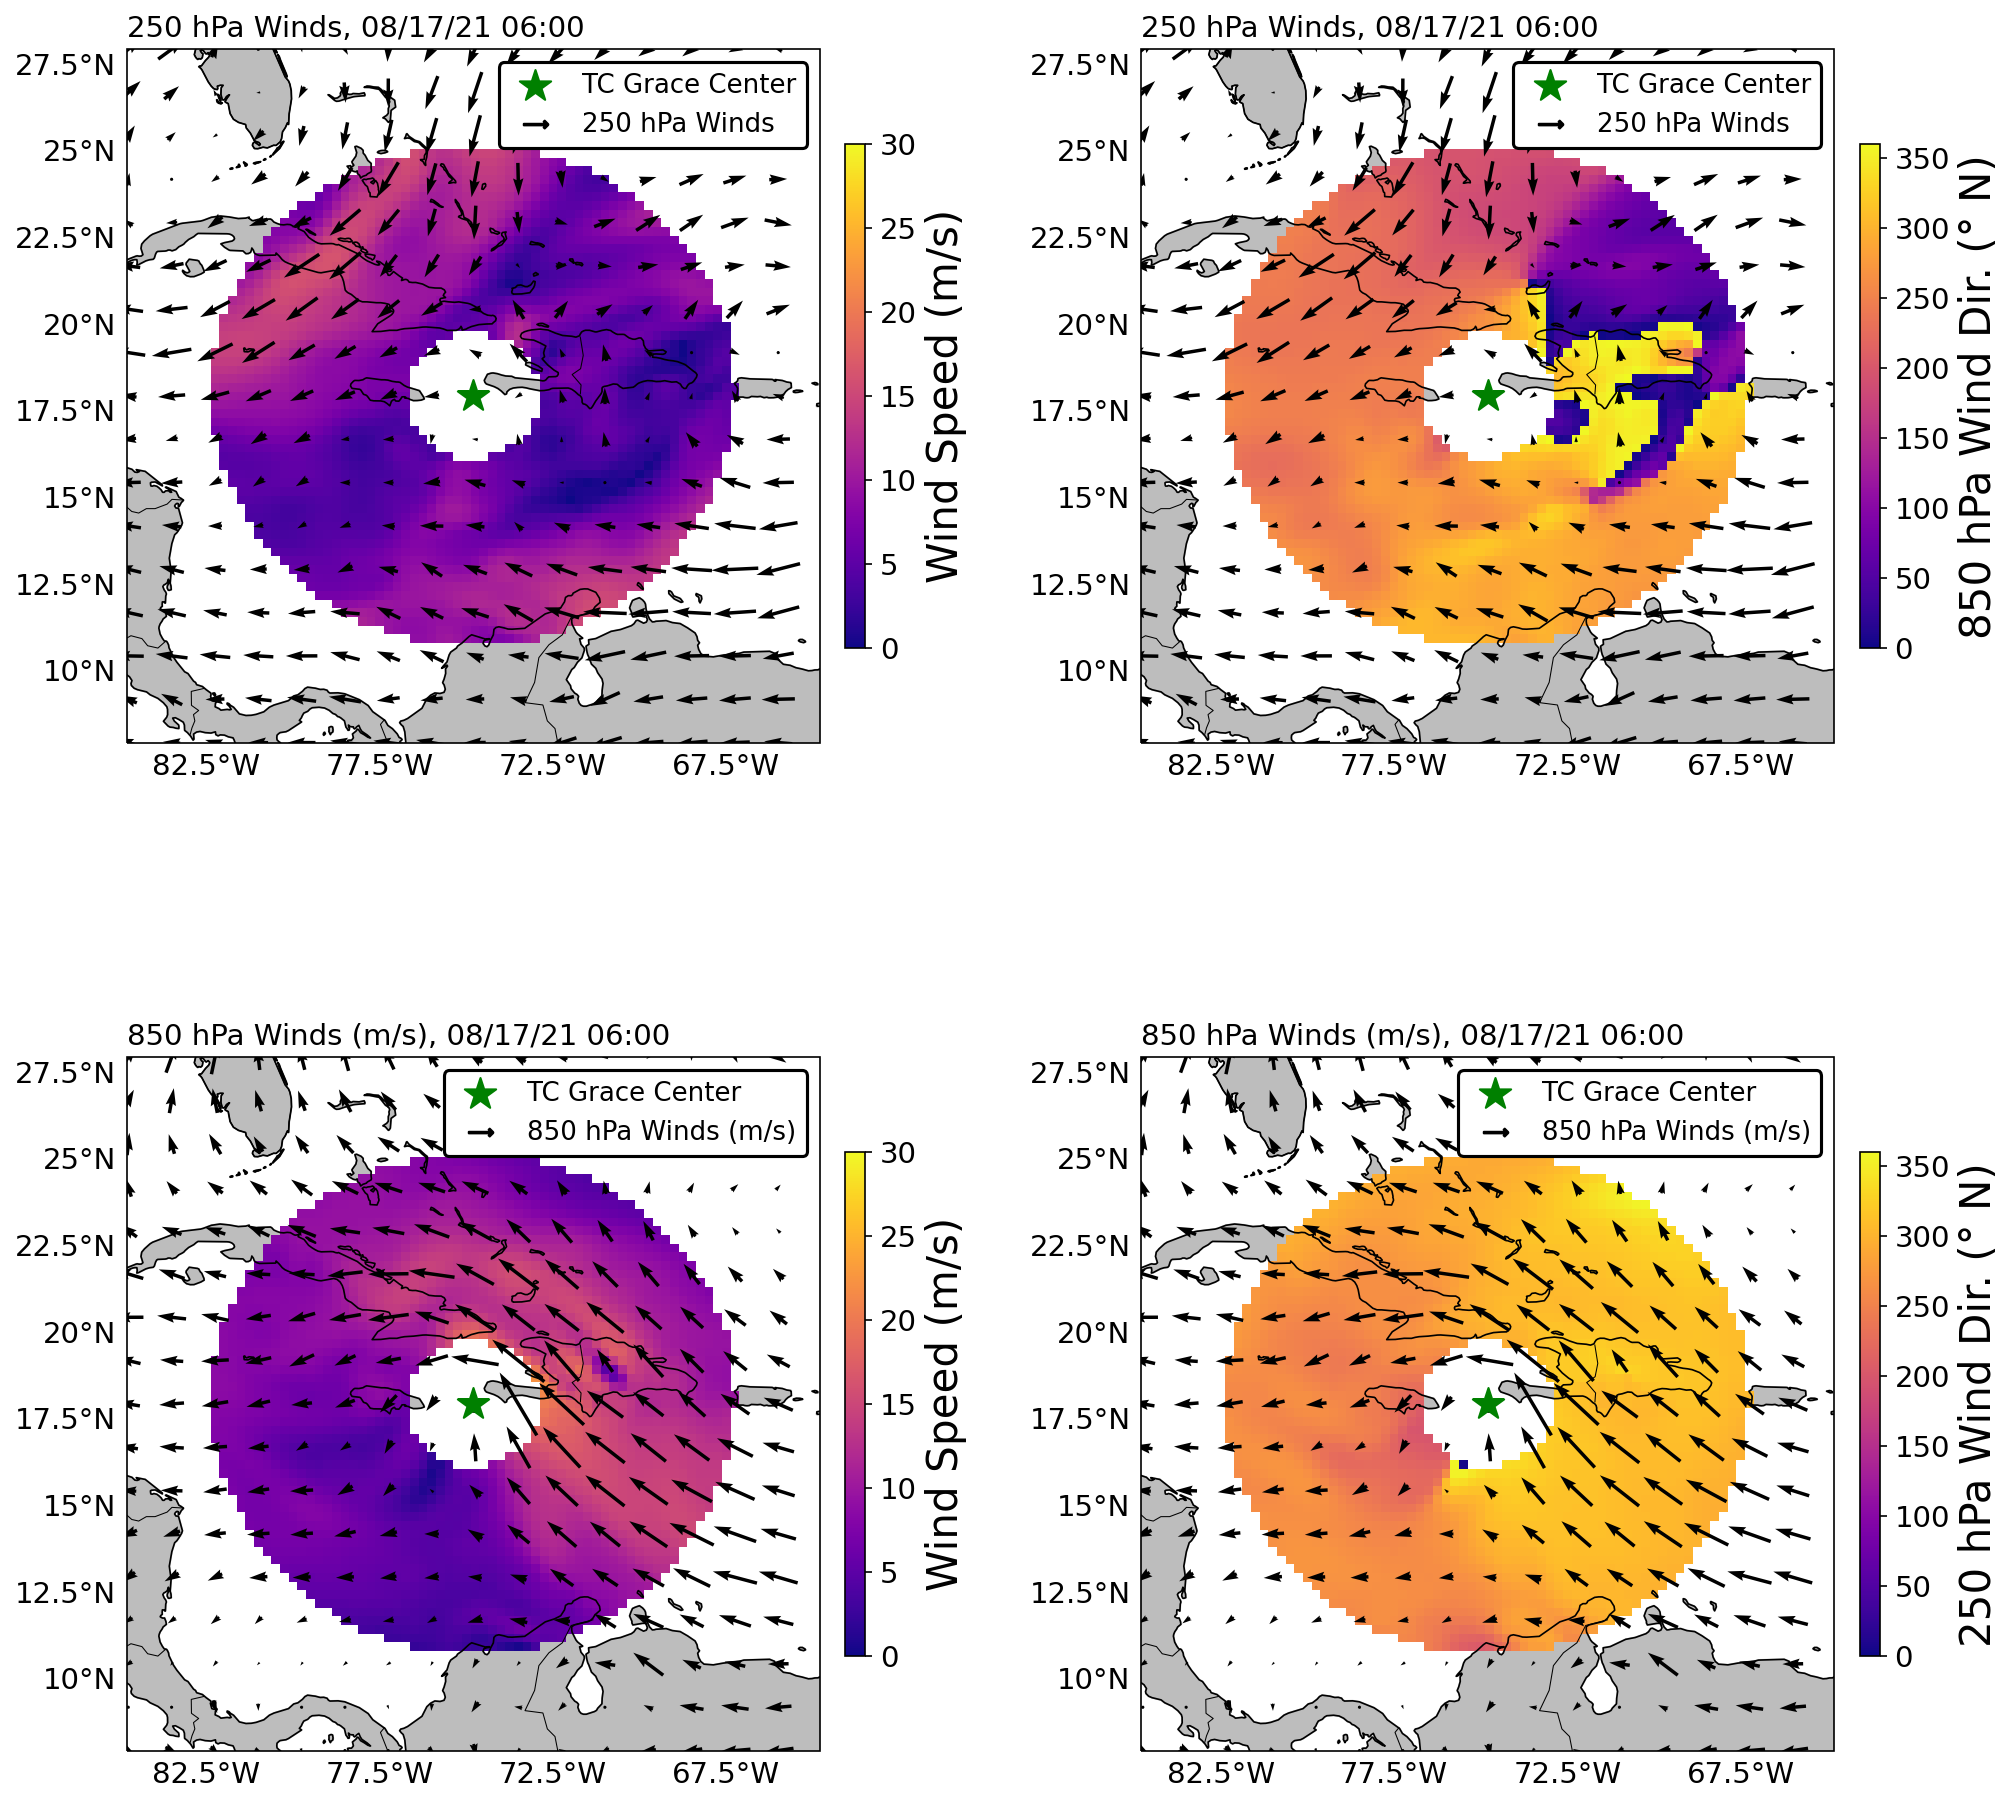 250 hPa Winds, 08/17/21 06:00
TC Grace Center
250 hPa Winds
27.5°N
25°N
22.5°N
20°N
17.5°N
15°N
12.5°N
10°N
82.5°W 77.5°W 72.5°W 67.5°W
30
25
20
15
10
5
0
Wind Speed (m/s)
250 hPa Winds, 08/17/21 06:00
TC Grace Center
250 hPa Winds
27.5°N
25°N
22.5°N
20°N
17.5°N
15°N
12.5°N
10°N
82.5°W 77.5°W 72.5°W 67.5°W
350
300
250
200
150
100
50
0
850 hPa Wind Dir. (° N)
850 hPa Winds (m/s), 08/17/21 06:00
TC Grace Center
850 hPa Winds (m/s)
27.5°N
25°N
22.5°N
20°N
17.5°N
15°N
12.5°N
10°N
82.5°W 77.5°W 72.5°W 67.5°W
30
25
20
15
10
5
0
Wind Speed (m/s)
850 hPa Winds (m/s), 08/17/21 06:00
TC Grace Center
850 hPa Winds (m/s)
27.5°N
25°N
22.5°N
20°N
17.5°N
15°N
12.5°N
10°N
82.5°W 77.5°W 72.5°W 67.5°W
350
300
250
200
150
100
50
0
250 hPa Wind Dir. (° N)